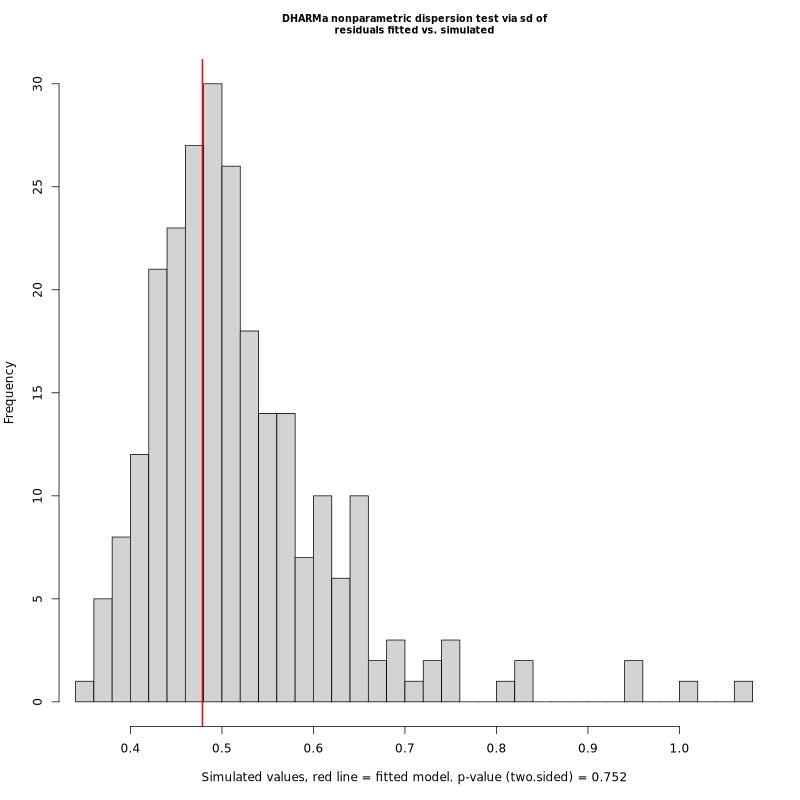 DHARMa nonparametric dispersion test via sd of
residuals fitted vs. simulated
30
25
20
15
10
5
0
Frequency
0.4 0.5 0.6 0.7 0.8 0.9 1.0
Simulated values, red line = fitted model. p-value (two.sided) = 0.752